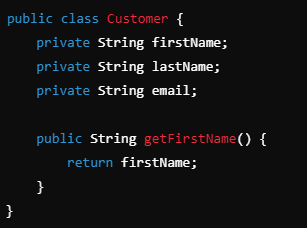 public class Customer {
    private String firstName;
    private String lastName;
    private String email;

    public String getFirstName() {
        return firstName;
    }
}